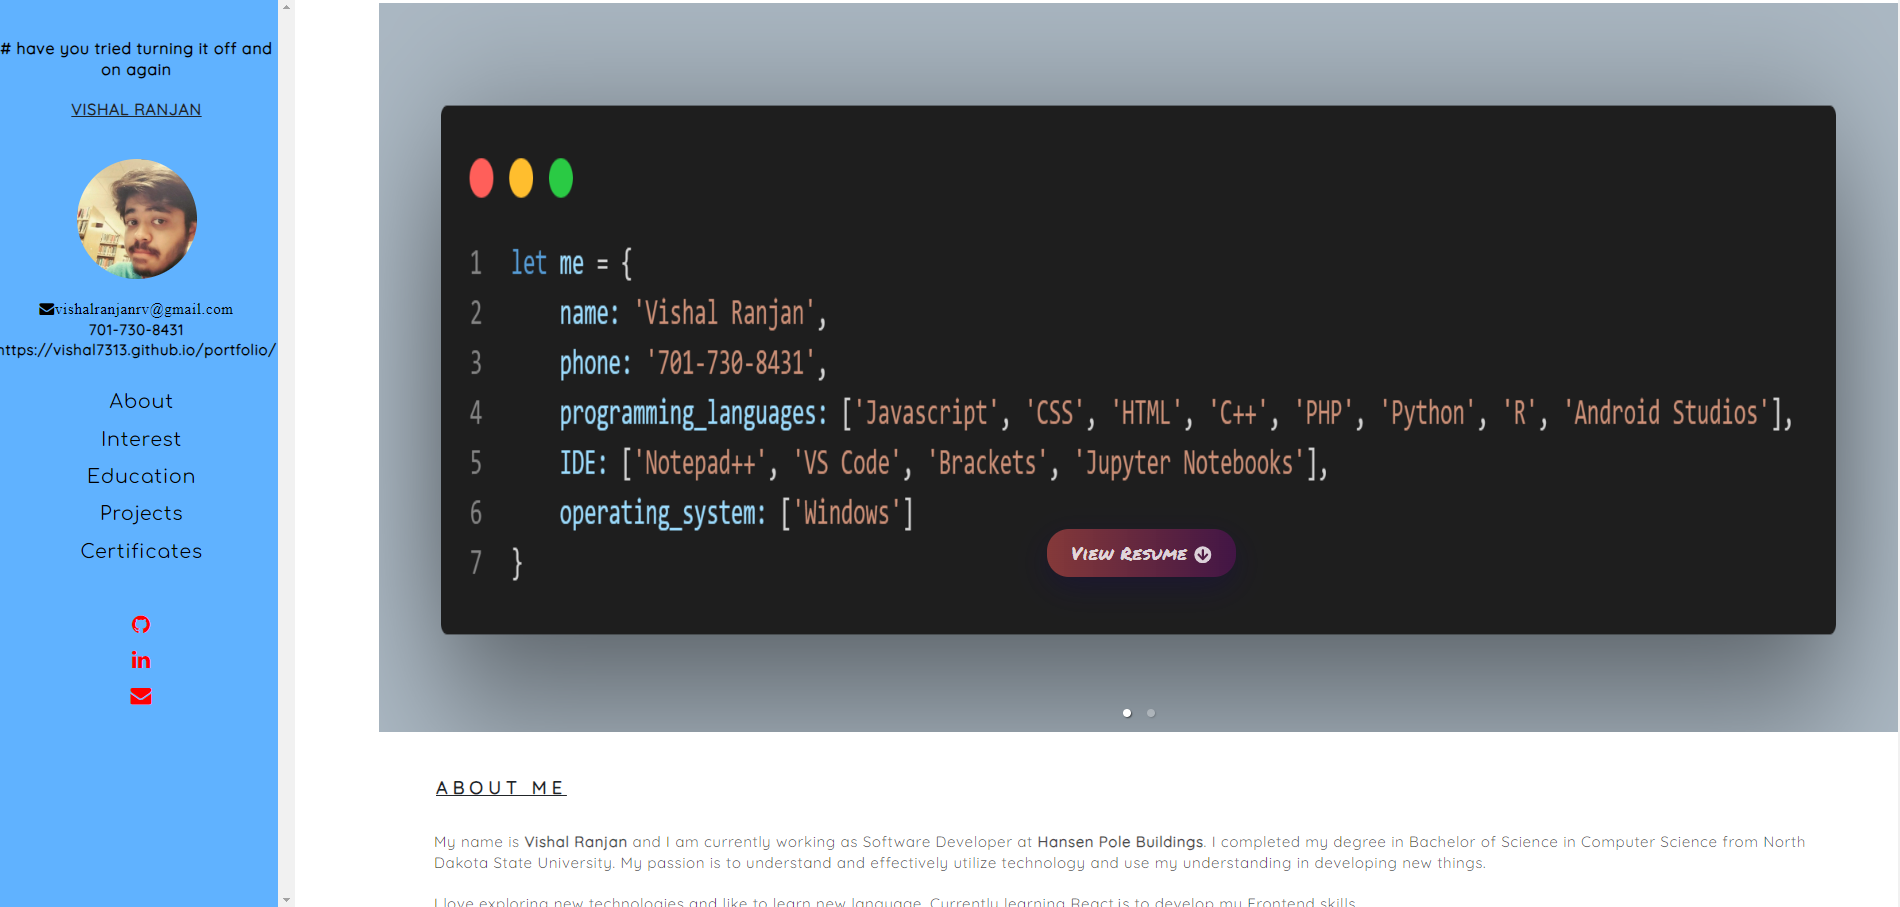 # have you tried turning it off and
on again
VISHAL RANJAN
vishalranjanrv@gmail.com
701-730-8431
https://vishal7313.github.io/portfolio/
About
Interest
Education
Projects
Certificates
1 let me = {
2 name: 'Vishal Ranjan',
3 phone: '701-730-8431',
4 programming_languages: ['Javascript', 'CSS', 'HTML', 'C++', 'PHP', 'Python', 'R', 'Android Studios'],
5 IDE: ['Notepad++', 'VS Code', 'Brackets', 'Jupyter Notebooks'],
6 operating_system: ['Windows']
7 }
View Resume
ABOUT ME
My name is Vishal Ranjan and I am currently working as Software Developer at Hansen Pole Buildings. I completed my degree in Bachelor of Science in Computer Science from North
Dakota State University. My passion is to understand and effectively utilize technology and use my understanding in developing new things.
I love exploring new technologies and like to learn new language. Currently learning React.js to develop my Frontend skills.